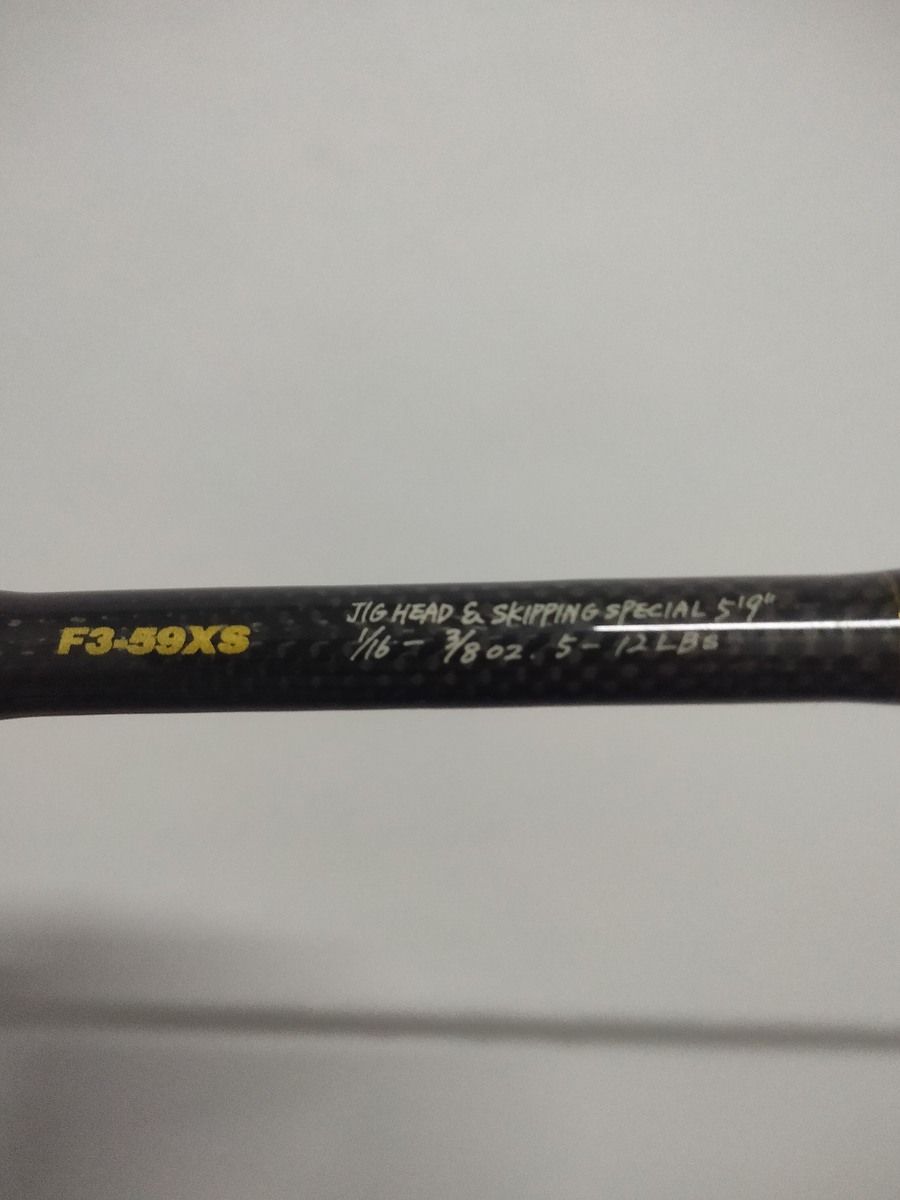 F3-59XS
JIG HEAD & SKIPPING SPECIAL 5'9"
1/16 - 3/8 oz. 5 - 12 LBS